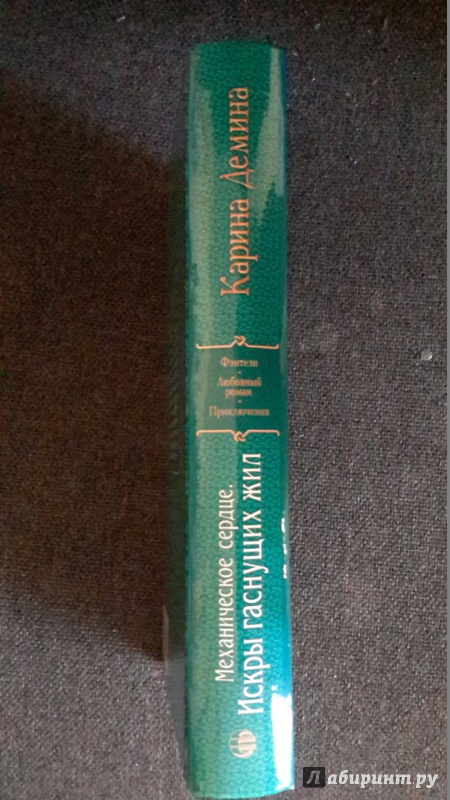 Карина Демина
Фэнтези
Любовный
роман
Приключения
Механическое сердце.
Искры гаснущих жил
Лабиринт.ру